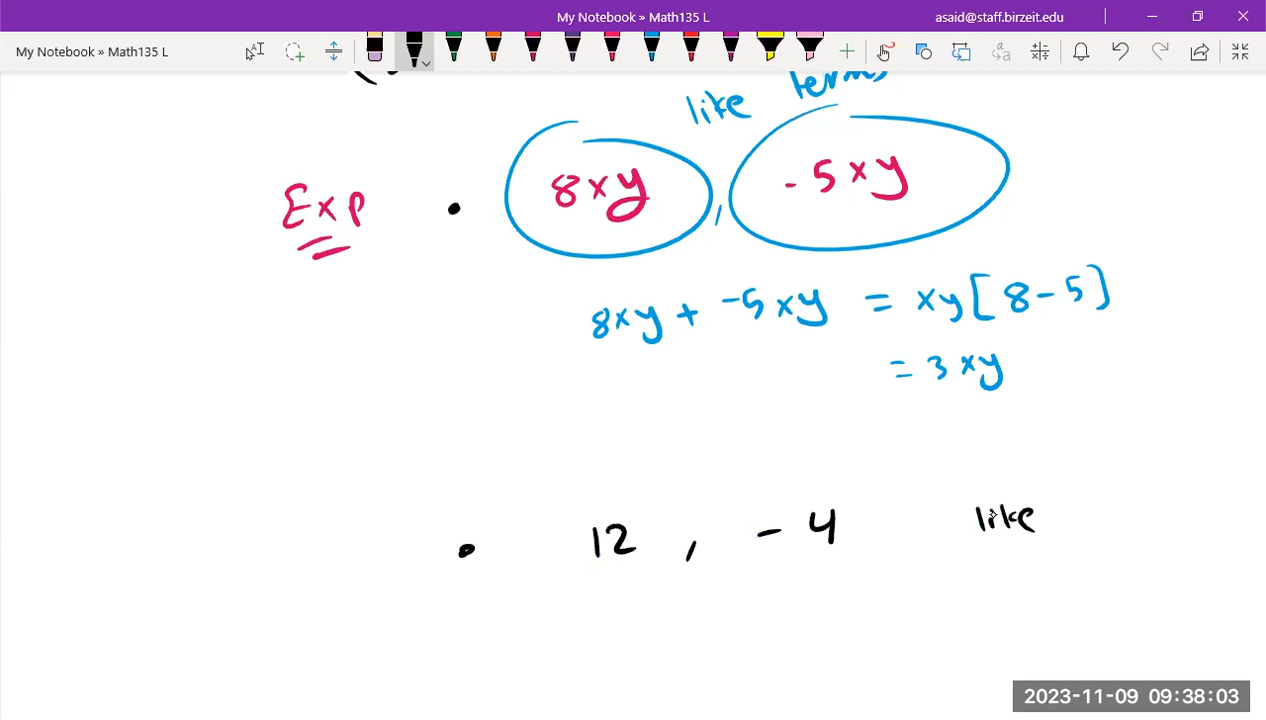 My Notebook » Math135 L
asaid@staff.birzeit.edu
My Notebook » Math135 L
like terms
Exp • 8xy , -5xy
8xy + -5xy = xy[8-5]
= 3xy
• 12 , -4 like
2023-11-09 09:38:03